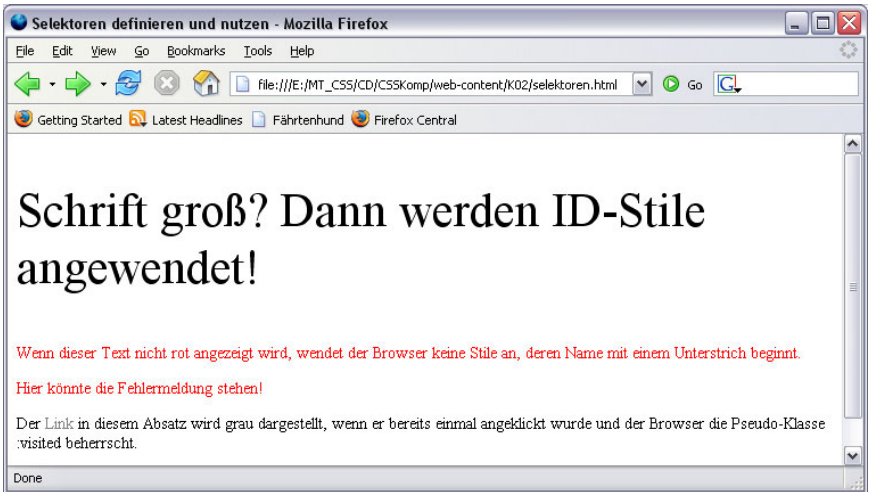 Selektoren definieren und nutzen - Mozilla Firefox
File Edit View Go Bookmarks Tools Help
file:///E:/MT_CSS/CD/CSSKomp/web-content/K02/selektoren.html Go G
Getting Started Latest Headlines Fährtenhund Firefox Central
Schrift groß? Dann werden ID-Stile
angewendet!
Wenn dieser Text nicht rot angezeigt wird, wendet der Browser keine Stile an, deren Name mit einem Unterstrich beginnt.
Hier könnte die Fehlermeldung stehen!
Der Link in diesem Absatz wird grau dargestellt, wenn er bereits einmal angeklickt wurde und der Browser die Pseudo-Klasse
:visited beherrscht.
Done